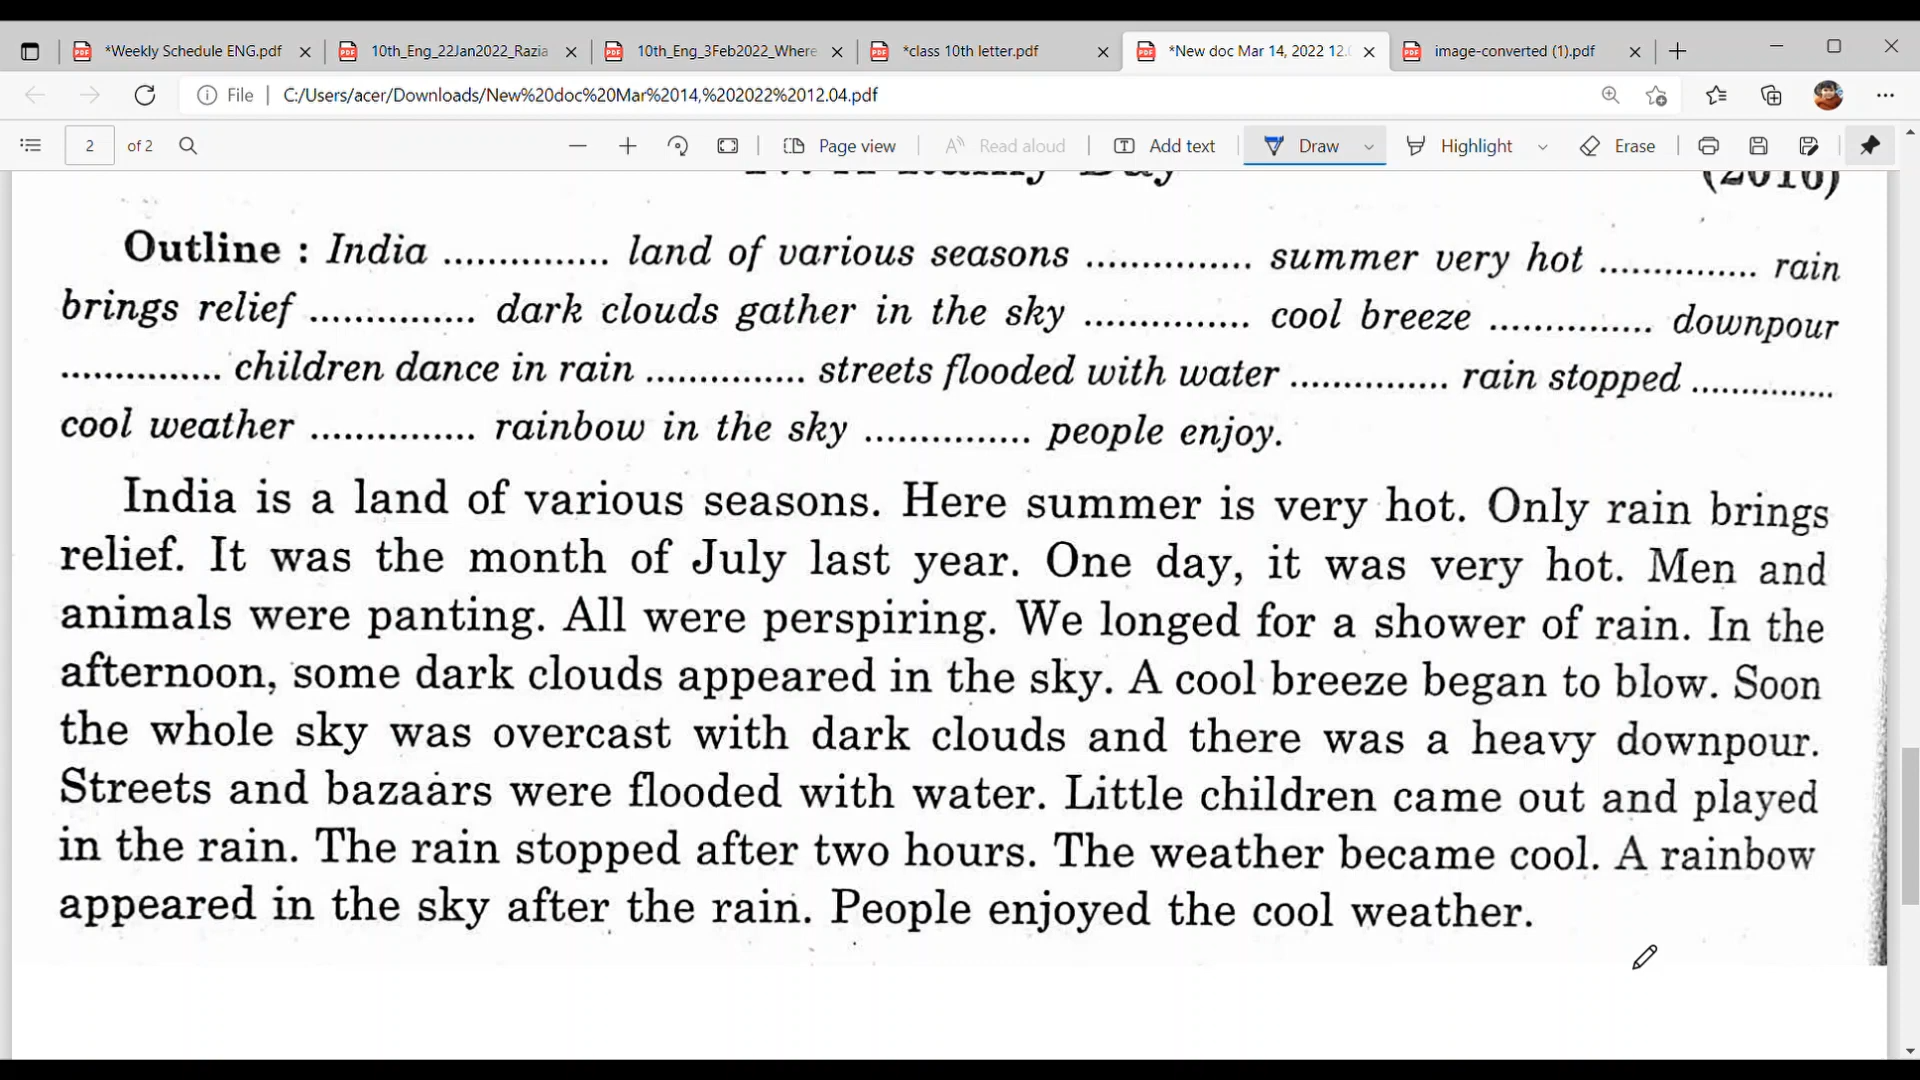 *Weekly Schedule ENG.pdf 10th_Eng_22Jan2022_Razia 10th_Eng_3Feb2022_Where *class 10th letter.pdf *New doc Mar 14, 2022 12.0 image-converted (1).pdf
File C:/Users/acer/Downloads/New%20doc%20Mar%2014,%202022%2012.04.pdf
2 of 2 Page view Read aloud Add text Draw Highlight Erase
A Rainy Day (2016)
Outline : India ............... land of various seasons ............... summer very hot ............... rain
brings relief ............... dark clouds gather in the sky ............... cool breeze ............... downpour
............... children dance in rain ............... streets flooded with water ............... rain stopped ...............
cool weather ............... rainbow in the sky ............... people enjoy.
India is a land of various seasons. Here summer is very hot. Only rain brings
relief. It was the month of July last year. One day, it was very hot. Men and
animals were panting. All were perspiring. We longed for a shower of rain. In the
afternoon, some dark clouds appeared in the sky. A cool breeze began to blow. Soon
the whole sky was overcast with dark clouds and there was a heavy downpour.
Streets and bazaars were flooded with water. Little children came out and played
in the rain. The rain stopped after two hours. The weather became cool. A rainbow
appeared in the sky after the rain. People enjoyed the cool weather.